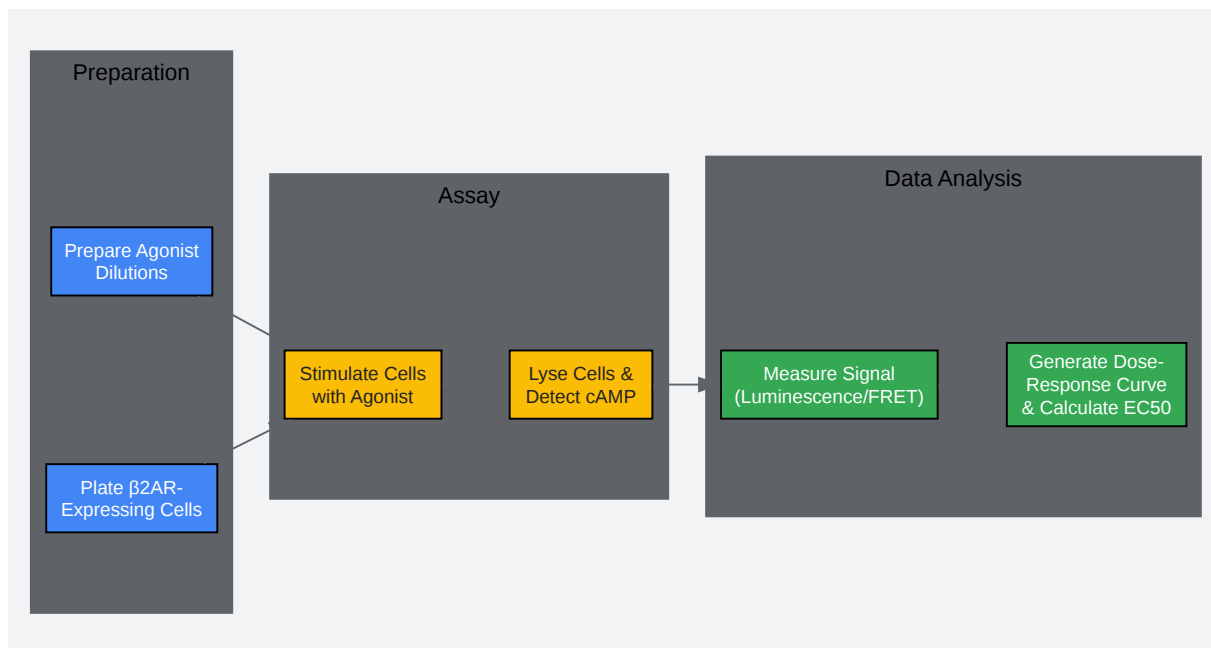 Preparation
Prepare Agonist
Dilutions
Plate β2AR-
Expressing Cells
Assay
Stimulate Cells
with Agonist
Lyse Cells &
Detect cAMP
Data Analysis
Measure Signal
(Luminescence/FRET)
Generate Dose-
Response Curve
& Calculate EC50